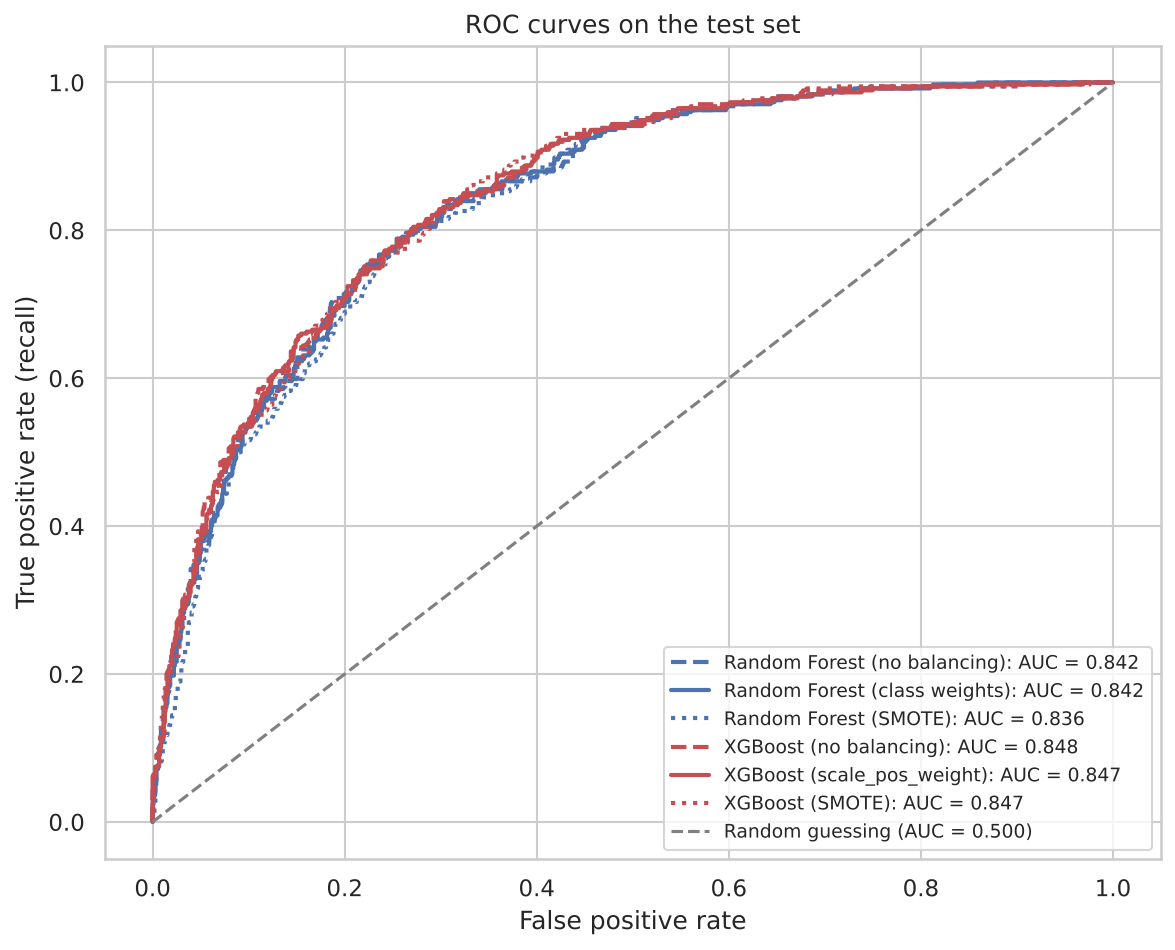 ROC curves on the test set
True positive rate (recall)
1.0
0.8
0.6
0.4
0.2
0.0
Random Forest (no balancing): AUC = 0.842
Random Forest (class weights): AUC = 0.842
Random Forest (SMOTE): AUC = 0.836
XGBoost (no balancing): AUC = 0.848
XGBoost (scale_pos_weight): AUC = 0.847
XGBoost (SMOTE): AUC = 0.847
Random guessing (AUC = 0.500)
0.0 0.2 0.4 0.6 0.8 1.0
False positive rate